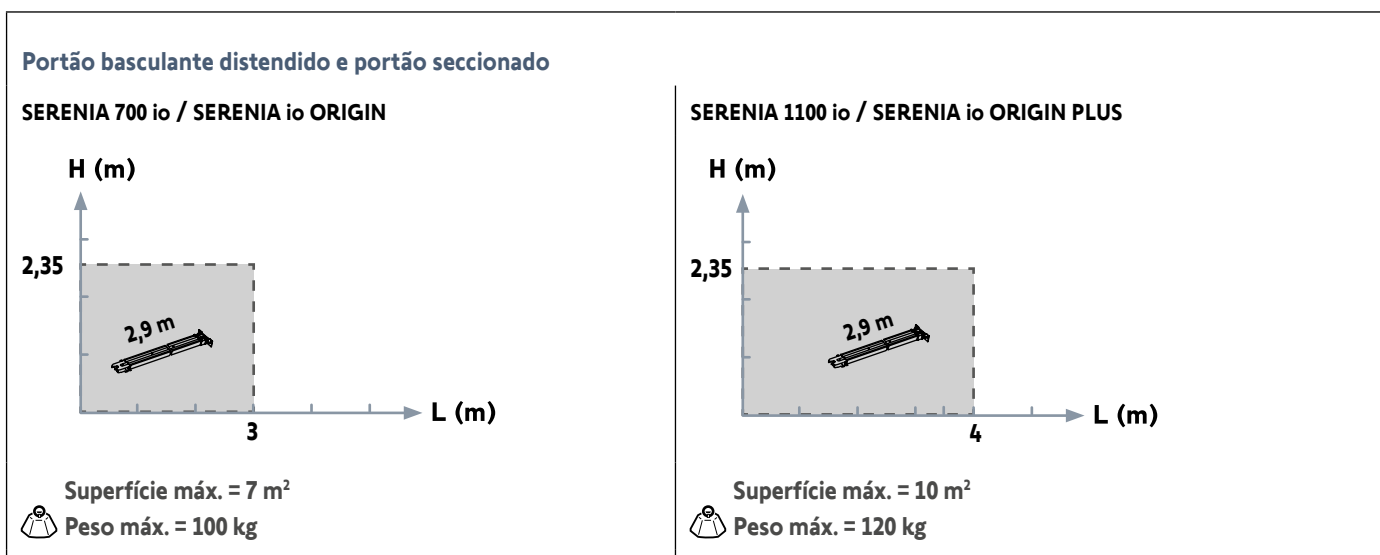 Portão basculante distendido e portão seccionado
SERENIA 700 io / SERENIA io ORIGIN
H (m)
2,35
2,9 m
L (m)
3
Superfície máx. = 7 m²
Peso máx. = 100 kg
SERENIA 1100 io / SERENIA io ORIGIN PLUS
H (m)
2,35
2,9 m
L (m)
4
Superfície máx. = 10 m²
Peso máx. = 120 kg